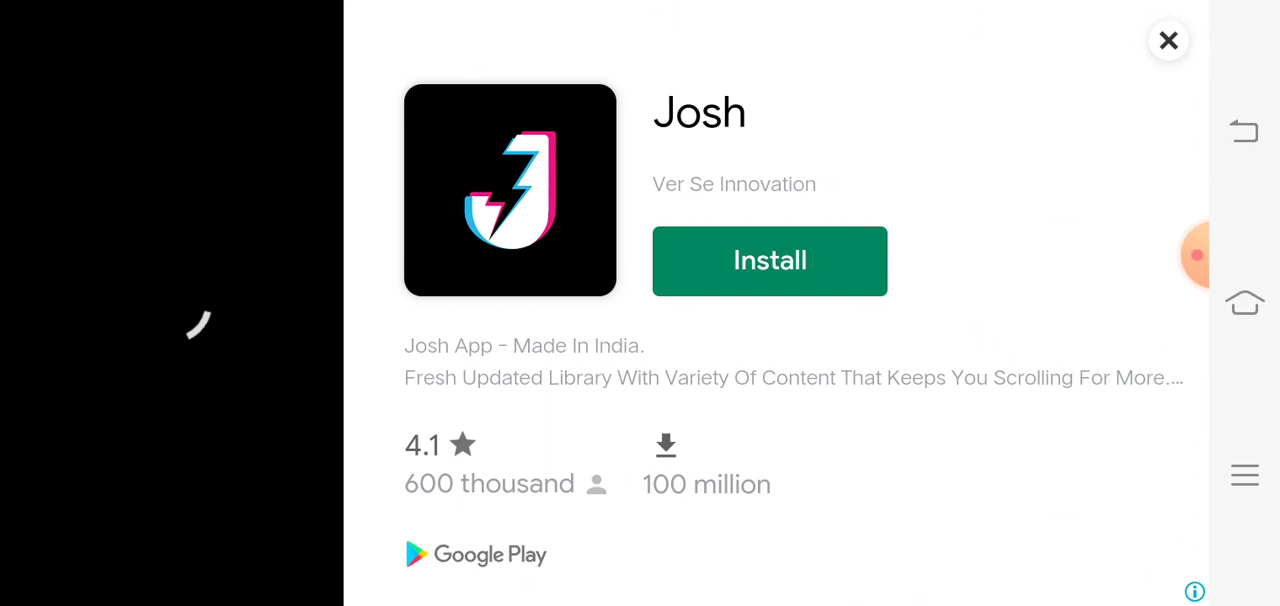 Josh
Ver Se Innovation
Install
Josh App - Made In India.
Fresh Updated Library With Variety Of Content That Keeps You Scrolling For More....
4.1
600 thousand
100 million
Google Play